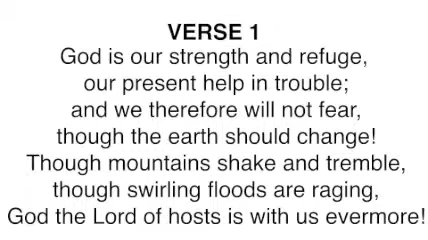 VERSE 1
God is our strength and refuge,
our present help in trouble;
and we therefore will not fear,
though the earth should change!
Though mountains shake and tremble,
though swirling floods are raging,
God the Lord of hosts is with us evermore!